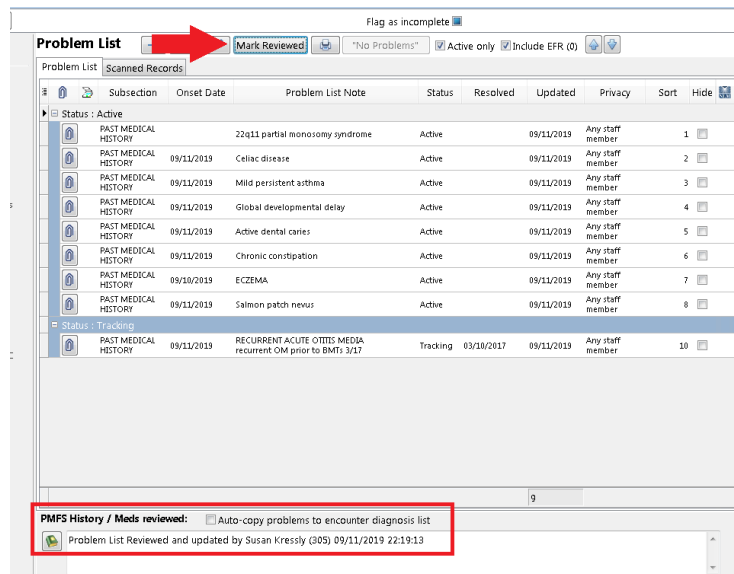 Flag as incomplete
Problem List
Mark Reviewed
"No Problems"
Active only
Include EFR (0)
Problem List
Scanned Records
Subsection Onset Date Problem List Note Status Resolved Updated Privacy Sort Hide
Status : Active
PAST MEDICAL HISTORY 22q11 partial monosomy syndrome Active 09/11/2019 Any staff member 1
PAST MEDICAL HISTORY 09/11/2019 Celiac disease Active 09/11/2019 Any staff member 2
PAST MEDICAL HISTORY 09/11/2019 Mild persistent asthma Active 09/11/2019 Any staff member 3
PAST MEDICAL HISTORY 09/11/2019 Global developmental delay Active 09/11/2019 Any staff member 4
PAST MEDICAL HISTORY 09/11/2019 Active dental caries Active 09/11/2019 Any staff member 5
PAST MEDICAL HISTORY 09/11/2019 Chronic constipation Active 09/11/2019 Any staff member 6
PAST MEDICAL HISTORY 09/10/2019 ECZEMA Active 09/11/2019 Any staff member 7
PAST MEDICAL HISTORY 09/11/2019 Salmon patch nevus Active 09/11/2019 Any staff member 8
Status : Tracking
PAST MEDICAL HISTORY 09/11/2019 RECURRENT ACUTE OTITIS MEDIA recurrent OM prior to BMTs 3/17 Tracking 03/10/2017 09/11/2019 Any staff member 10
9
PMFS History / Meds reviewed: Auto-copy problems to encounter diagnosis list
Problem List Reviewed and updated by Susan Kressly (305) 09/11/2019 22:19:13